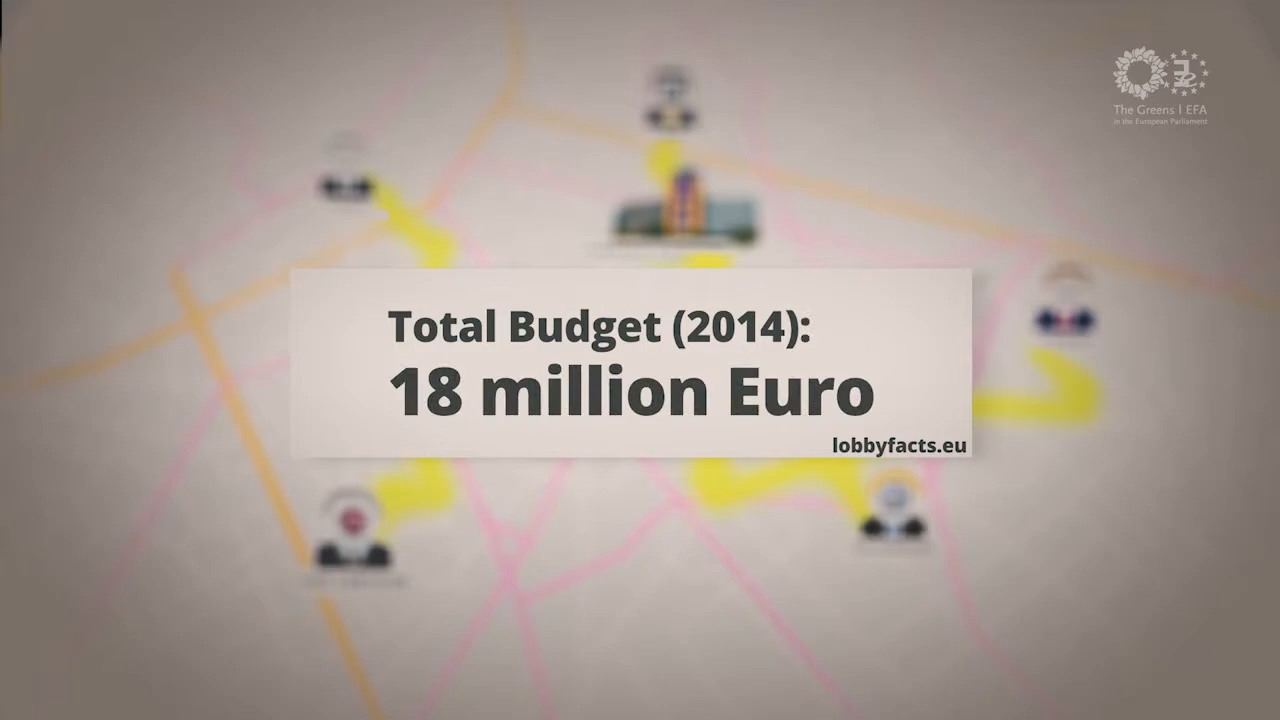 The Greens | EFA
in the European Parliament
Total Budget (2014):
18 million Euro
lobbyfacts.eu